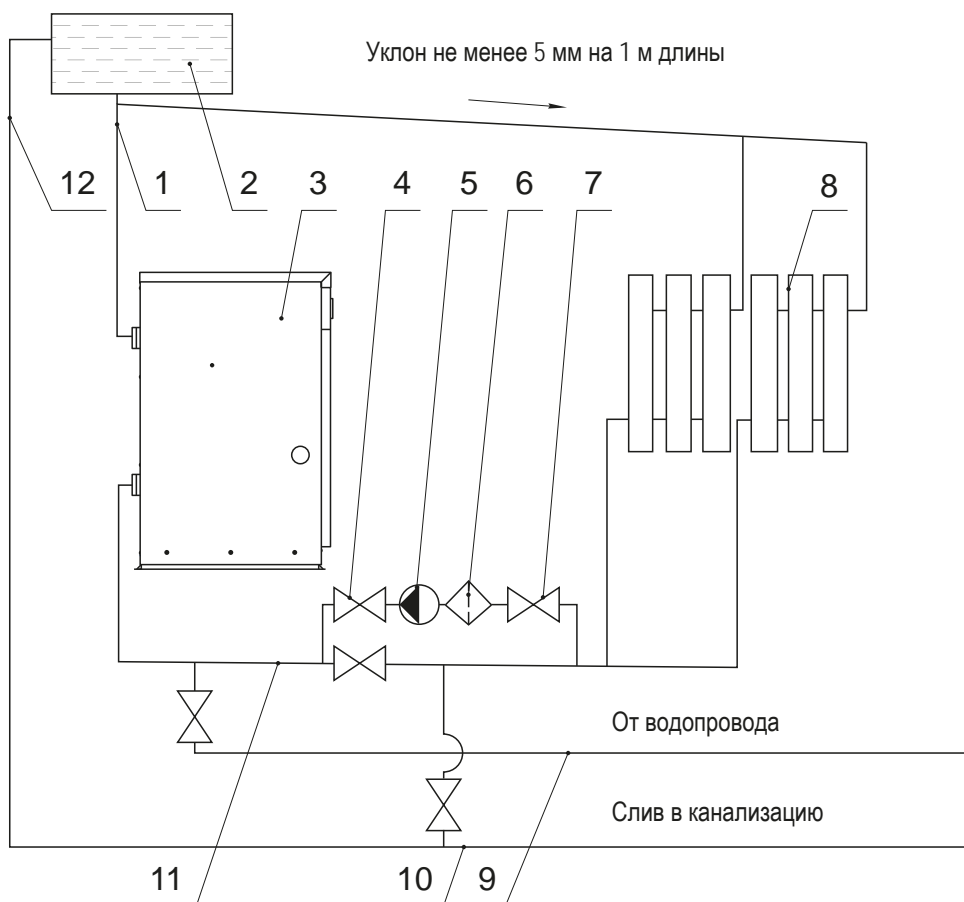 Уклон не менее 5 мм на 1 м длины
12 1 2 3 4 5 6 7 8
От водопровода
Слив в канализацию
11 10 9